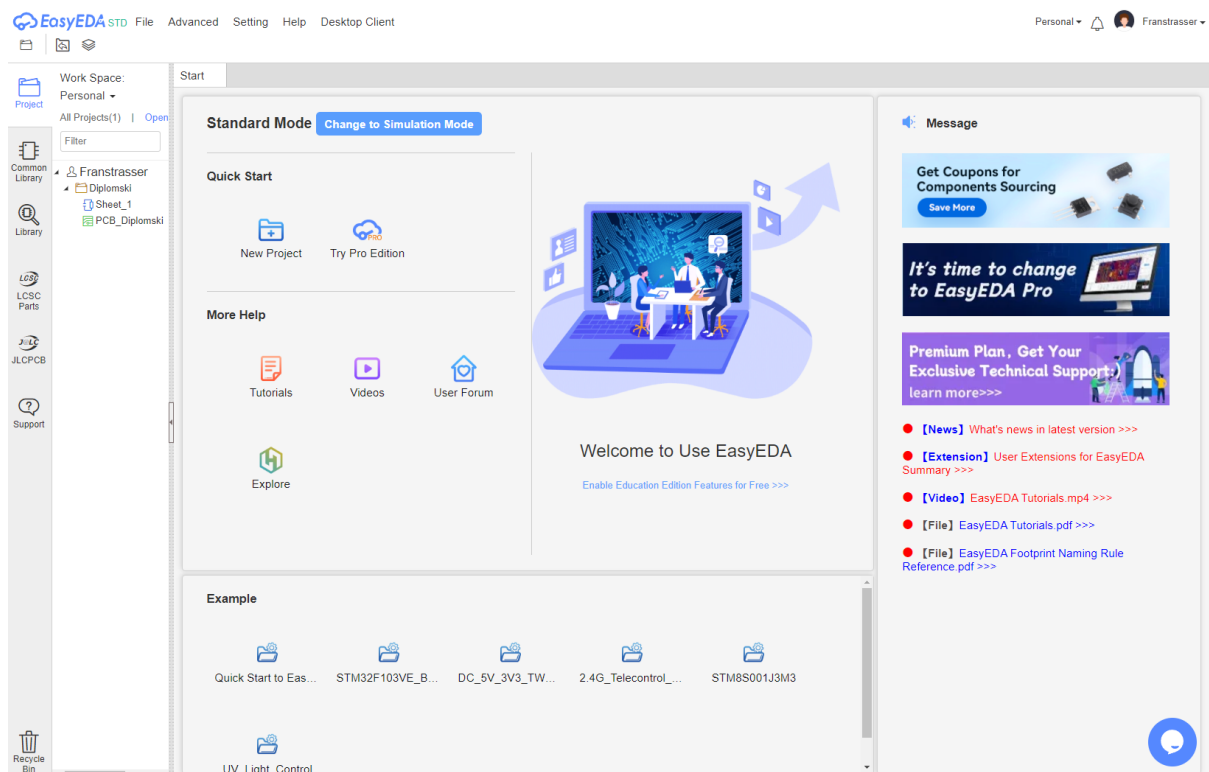 EasyEDA STD File Advanced Setting Help Desktop Client
Personal Franstrasser
Project
Common
Library
Library
LCSC
LCSC
Parts
JLCPCB
Support
Recycle
Bin
Work Space:
Personal
All Projects(1) | Open
Filter
Franstrasser
Diplomski
Sheet_1
PCB_Diplomski
Start
Standard Mode Change to Simulation Mode
Quick Start
New Project Try Pro Edition
PRO
More Help
Tutorials Videos User Forum
Explore
Welcome to Use EasyEDA
Enable Education Edition Features for Free >>>
Example
Quick Start to Eas... STM32F103VE_B... DC_5V_3V3_TW... 2.4G_Telecontrol_... STM8S001J3M3
UV_Light_Control
Message
Get Coupons for
Components Sourcing
Save More
It's time to change
to EasyEDA Pro
Premium Plan, Get Your
Exclusive Technical Support:)
learn more>>>
【News】What's news in latest version >>>
【Extension】User Extensions for EasyEDA
Summary >>>
【Video】EasyEDA Tutorials.mp4 >>>
【File】EasyEDA Tutorials.pdf >>>
【File】EasyEDA Footprint Naming Rule
Reference.pdf >>>